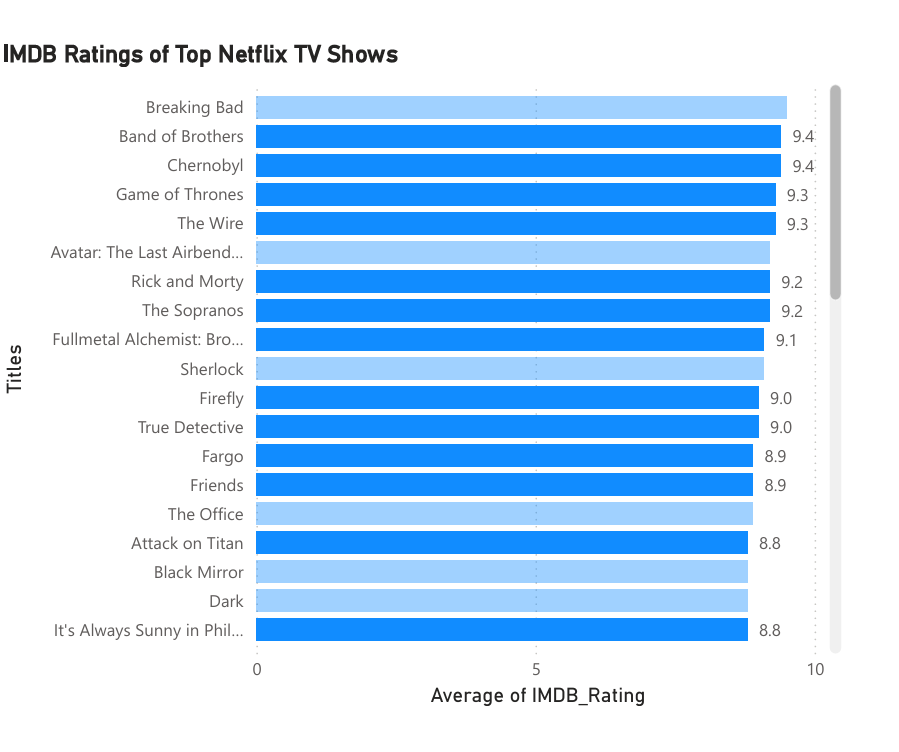 IMDB Ratings of Top Netflix TV Shows
Breaking Bad
Band of Brothers 9.4
Chernobyl 9.4
Game of Thrones 9.3
The Wire 9.3
Avatar: The Last Airbend...
Rick and Morty 9.2
The Sopranos 9.2
Fullmetal Alchemist: Bro... 9.1
Sherlock
Firefly 9.0
True Detective 9.0
Fargo 8.9
Friends 8.9
The Office
Attack on Titan 8.8
Black Mirror
Dark
It's Always Sunny in Phil... 8.8
Titles
0 5 10
Average of IMDB_Rating